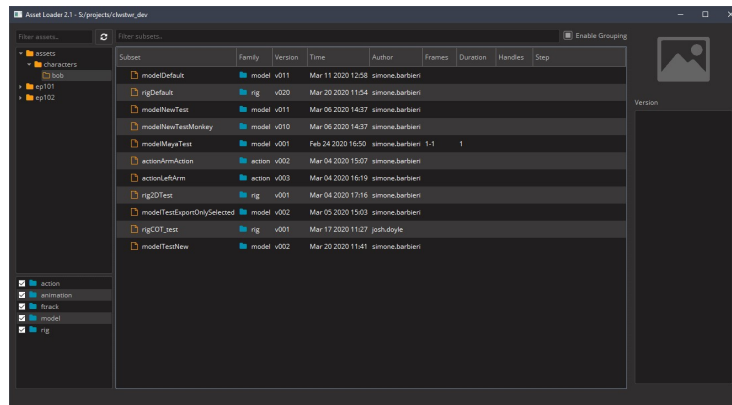 Asset Loader 2.1 - S:/projects/clwstwr_dev
Filter assets..
Filter subsets..
Enable Grouping
assets
characters
bob
ep101
ep102
Subset Family Version Time Author Frames Duration Handles Step
modelDefault model v011 Mar 11 2020 12:58 simone.barbieri
rigDefault rig v020 Mar 20 2020 11:54 simone.barbieri
modelNewTest model v011 Mar 06 2020 14:37 simone.barbieri
modelNewTestMonkey model v010 Mar 06 2020 14:37 simone.barbieri
modelMayaTest model v001 Feb 24 2020 16:50 simone.barbieri 1-1 1
actionArmAction action v002 Mar 04 2020 15:07 simone.barbieri
actionLeftArm action v003 Mar 04 2020 16:19 simone.barbieri
rig2DTest rig v001 Mar 04 2020 17:16 simone.barbieri
modelTestExportOnlySelected model v002 Mar 05 2020 15:03 simone.barbieri
rigCOT_test rig v001 Mar 17 2020 11:27 josh.doyle
modelTestNew model v002 Mar 20 2020 11:41 simone.barbieri
Version
action
animation
ftrack
model
rig